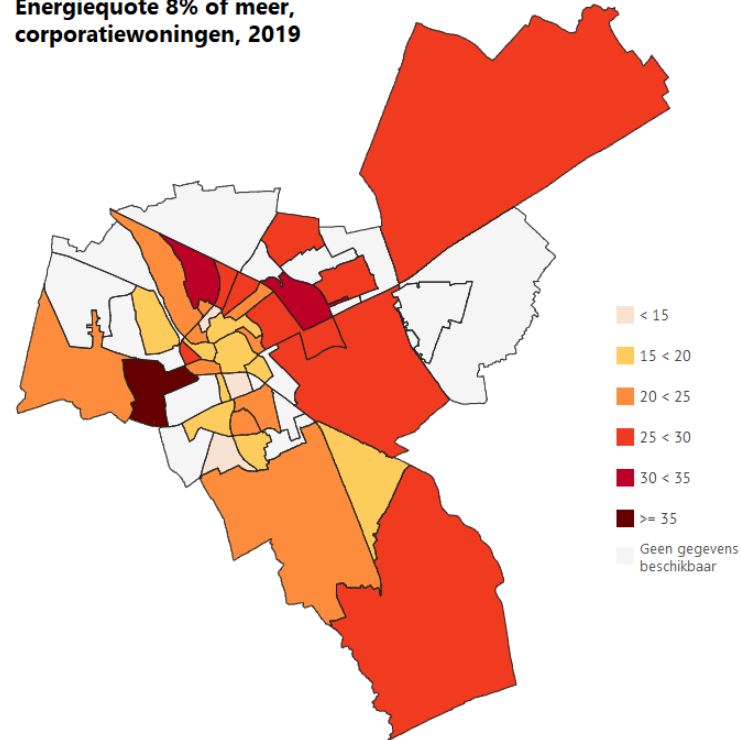 Energiequote 8% of meer,
corporatiewoningen, 2019
< 15
15 < 20
20 < 25
25 < 30
30 < 35
>= 35
Geen gegevens
beschikbaar